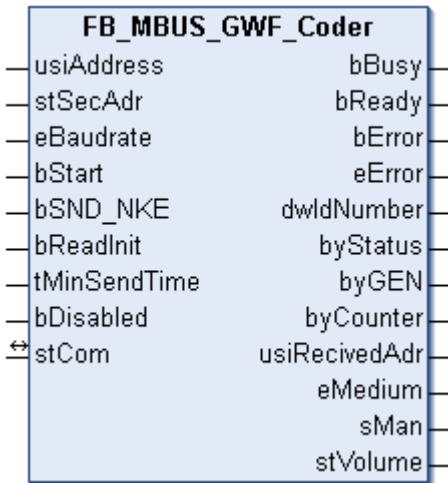 FB_MBUS_GWF_Coder
usiAddress bBusy
stSecAdr bReady
eBaudrate bError
bStart eError
bSND_NKE dwIdNumber
bReadInit byStatus
tMinSendTime byGEN
bDisabled byCounter
stCom usiRecivedAdr
eMedium
sMan
stVolume